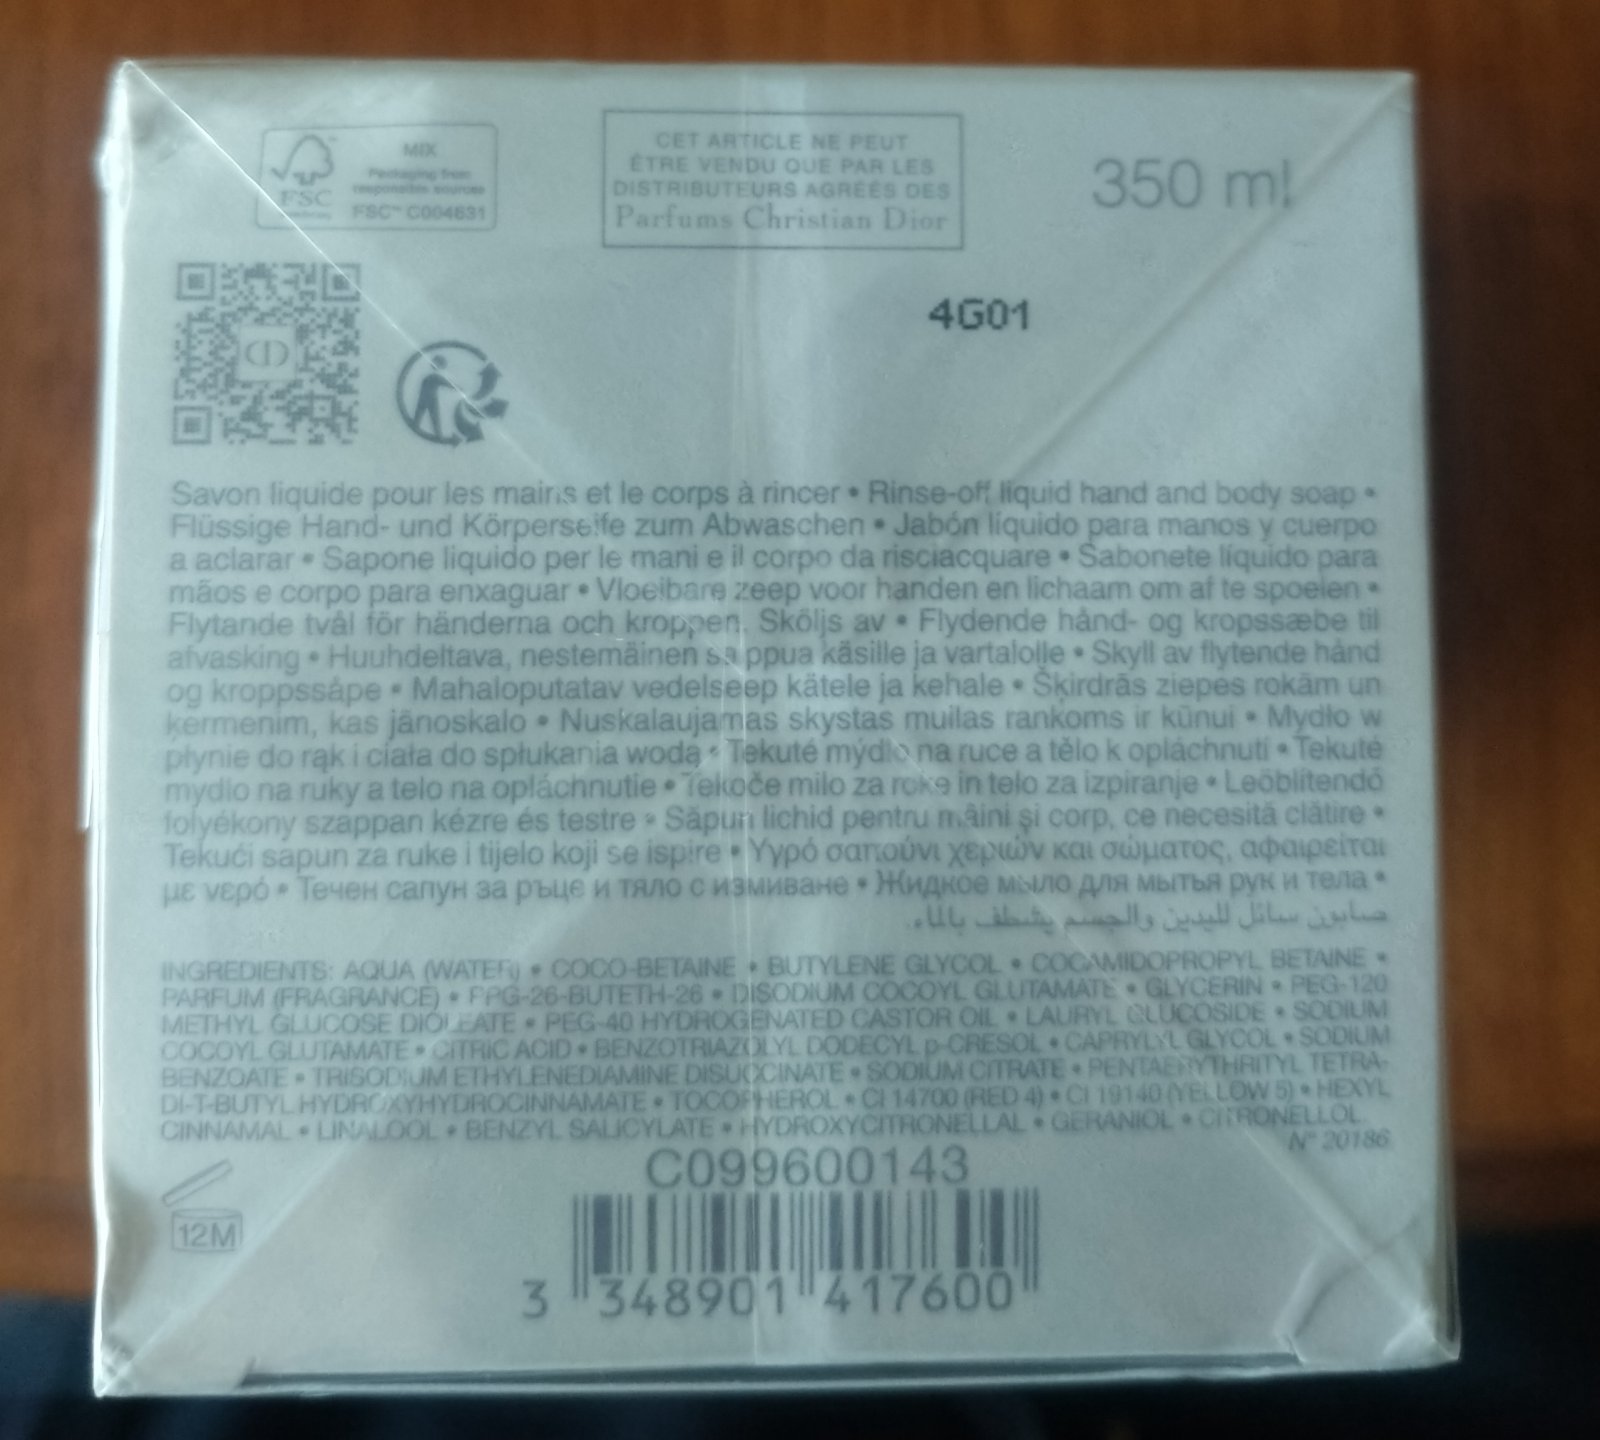 MIX
Packaging from
responsible sources
FSC
FSC™ C004631
CET ARTICLE NE PEUT
ÊTRE VENDU QUE PAR LES
DISTRIBUTEURS AGRÉÉS DES
Parfums Christian Dior
350 ml
CD
4G01
Savon liquide pour les mains et le corps à rincer • Rinse-off liquid hand and body soap •
Flüssige Hand- und Körperseife zum Abwaschen • Jabón líquido para manos y cuerpo
a aclarar • Sapone liquido per le mani e il corpo da risciacquare • Sabonete líquido para
mãos e corpo para enxaguar • Vloeibare zeep voor handen en lichaam om af te spoelen •
Flytande tvål för händerna och kroppen. Sköljs av • Flydende hånd- og kropssæbe til
afvasking • Huuhdeltava, nestemäinen saippua käsille ja vartalolle • Skyll av flytende hånd
og kroppssåpe • Mahaloputatav vedelseep kätele ja kehale • Šķirdrās ziepes rokām un
ķermenim, kas jānoskalo • Nuskalaujamas skystas muilas rankoms ir kūnui • Mydło w
płynie do rąk i ciała do spłukania wodą • Tekuté mýdlo na ruce a tělo k opláchnutí • Tekuté
mydlo na ruky a telo na opláchnutie • Tekoče milo za roke in telo za izpiranje • Leöblítendő
folyékony szappan kézre és testre • Săpun lichid pentru mâini și corp, ce necesită clătire •
Tekući sapun za ruke i tijelo koji se ispire • Υγρό σαπούνι χεριών και σώματος, αφαιρείται
με νερό • Течен сапун за ръце и тяло с измиване • Жидкое мыло для мытья рук и тела •
صابون سائل لليدين والجسم يشطف بالماء.
INGREDIENTS: AQUA (WATER) • COCO-BETAINE • BUTYLENE GLYCOL • COCAMIDOPROPYL BETAINE •
PARFUM (FRAGRANCE) • PPG-26-BUTETH-26 • DISODIUM COCOYL GLUTAMATE • GLYCERIN • PEG-120
METHYL GLUCOSE DIOLEATE • PEG-40 HYDROGENATED CASTOR OIL • LAURYL GLUCOSIDE • SODIUM
COCOYL GLUTAMATE • CITRIC ACID • BENZOTRIAZOLYL DODECYL p-CRESOL • CAPRYLYL GLYCOL • SODIUM
BENZOATE • TRISODIUM ETHYLENEDIAMINE DISUCCINATE • SODIUM CITRATE • PENTAERYTHRITYL TETRA-
DI-T-BUTYL HYDROXYHYDROCINNAMATE • TOCOPHEROL • CI 14700 (RED 4) • CI 19140 (YELLOW 5) • HEXYL
CINNAMAL • LINALOOL • BENZYL SALICYLATE • HYDROXYCITRONELLAL • GERANIOL • CITRONELLOL.
N° 20186
C099600143
12M
3 348901 417600